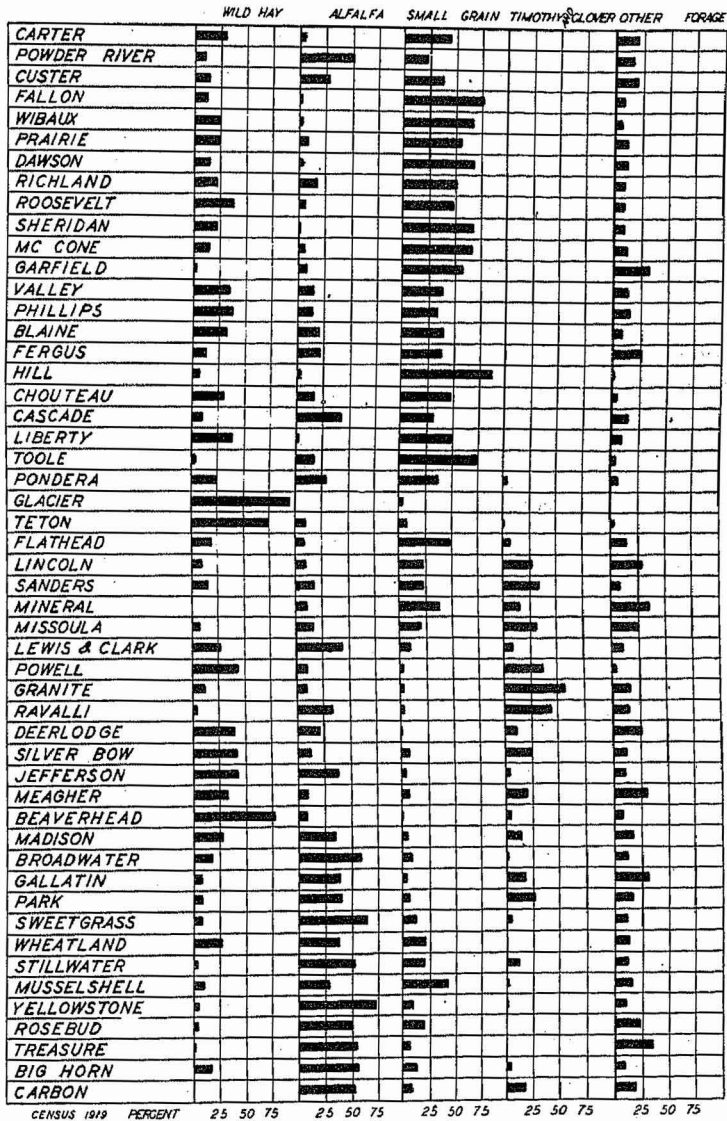 WILD HAY ALFALFA SMALL GRAIN TIMOTHY & CLOVER OTHER FORAGE
CARTER
POWDER RIVER
CUSTER
FALLON
WIBAUX
PRAIRIE
DAWSON
RICHLAND
ROOSEVELT
SHERIDAN
MC CONE
GARFIELD
VALLEY
PHILLIPS
BLAINE
FERGUS
HILL
CHOUTEAU
CASCADE
LIBERTY
TOOLE
PONDERA
GLACIER
TETON
FLATHEAD
LINCOLN
SANDERS
MINERAL
MISSOULA
LEWIS & CLARK
POWELL
GRANITE
RAVALLI
DEERLODGE
SILVER BOW
JEFFERSON
MEAGHER
BEAVERHEAD
MADISON
BROADWATER
GALLATIN
PARK
SWEETGRASS
WHEATLAND
STILLWATER
MUSSELSHELL
YELLOWSTONE
ROSEBUD
TREASURE
BIG HORN
CARBON
CENSUS 1919 PERCENT 25 50 75 25 50 75 25 50 75 25 50 75 25 50 75